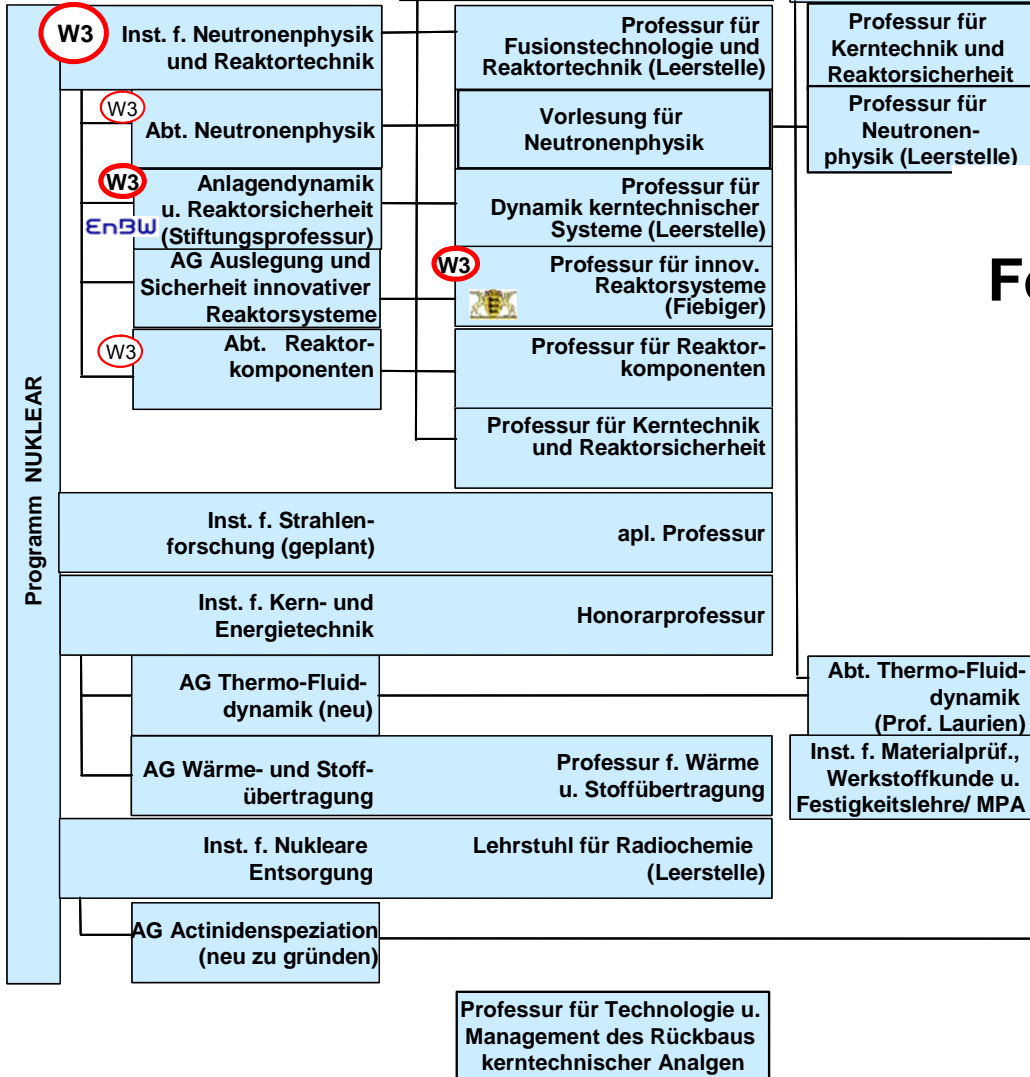 Programm NUKLEAR
W3
Inst. f. Neutronenphysik
und Reaktortechnik
Professur für
Fusionstechnologie und
Reaktortechnik (Leerstelle)
Professur für
Kerntechnik und
Reaktorsicherheit
W3
Abt. Neutronenphysik
Vorlesung für
Neutronenphysik
Professur für
Neutronen-
physik (Leerstelle)
W3
EnBW
Anlagendynamik
u. Reaktorsicherheit
(Stiftungsprofessur)
Professur für
Dynamik kerntechnischer
Systeme (Leerstelle)
AG Auslegung und
Sicherheit innovativer
Reaktorsysteme
W3
Professur für innov.
Reaktorsysteme
(Fiebiger)
W3
Abt. Reaktor-
komponenten
Professur für Reaktor-
komponenten
Professur für Kerntechnik
und Reaktorsicherheit
Inst. f. Strahlen-
forschung (geplant)
apl. Professur
Inst. f. Kern- und
Energietechnik
Honorarprofessur
AG Thermo-Fluid-
dynamik (neu)
Abt. Thermo-Fluid-
dynamik
(Prof. Laurien)
AG Wärme- und Stoff-
übertragung
Professur f. Wärme
u. Stoffübertragung
Inst. f. Materialprüf.,
Werkstoffkunde u.
Festigkeitslehre/ MPA
Inst. f. Nukleare
Entsorgung
Lehrstuhl für Radiochemie
(Leerstelle)
AG Actinidenspeziation
(neu zu gründen)
Professur für Technologie u.
Management des Rückbaus
kerntechnischer Analgen